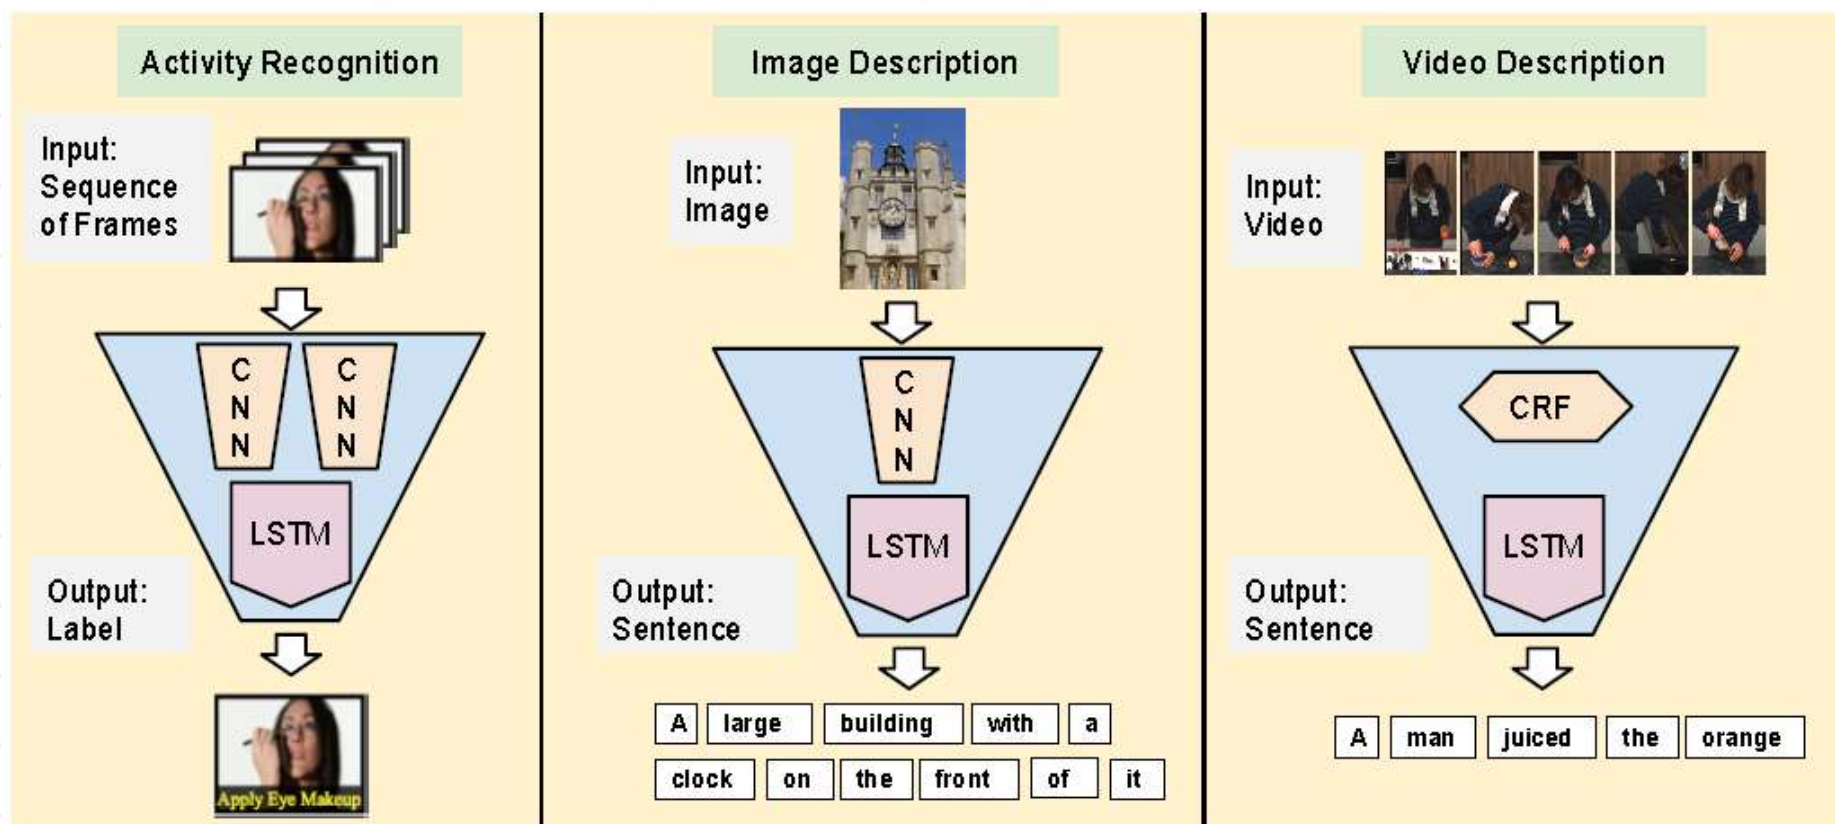 Activity Recognition
Input:
Sequence
of Frames
C
N
N
C
N
N
LSTM
Output:
Label
Apply Eye Makeup
Image Description
Input:
Image
C
N
N
LSTM
Output:
Sentence
A large building with a
clock on the front of it
Video Description
Input:
Video
CRF
LSTM
Output:
Sentence
A man juiced the orange